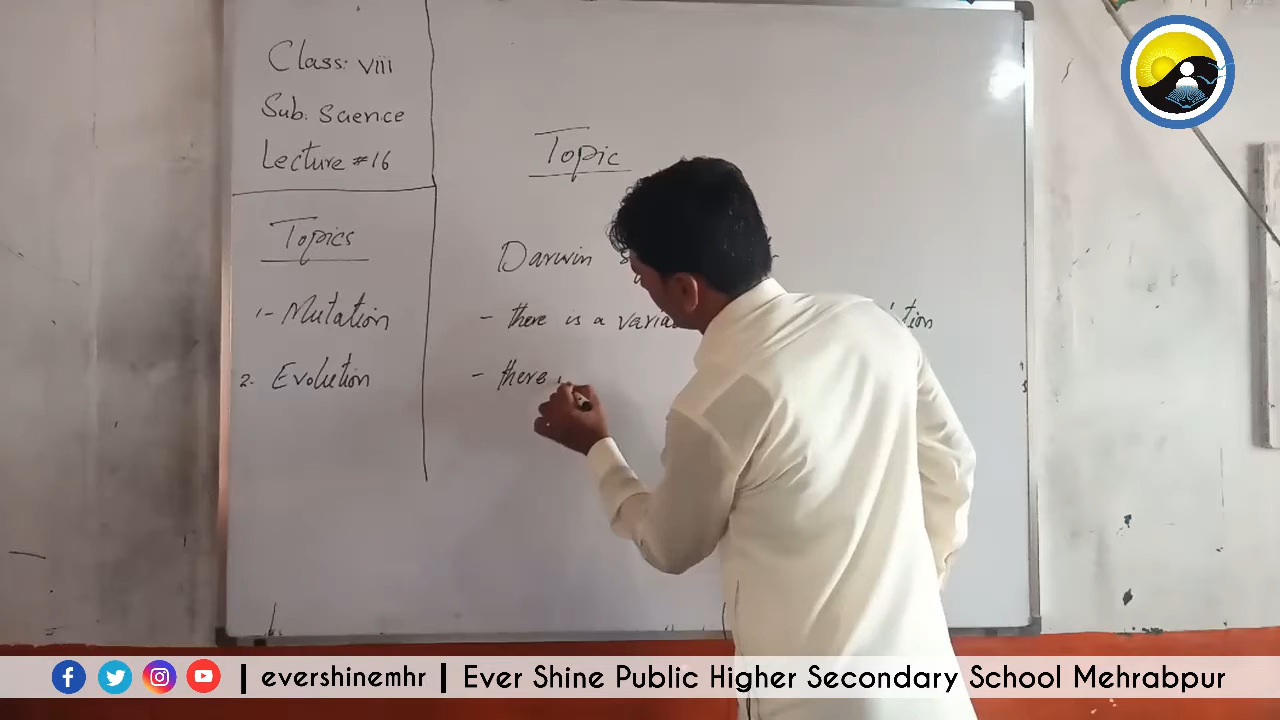 Class: VIII
Sub. Science
Lecture #16
Topics
1- Mutation
2. Evolution
Topic
Darwin
- there is a
- there
| evershinemhr | Ever Shine Public Higher Secondary School Mehrabpur